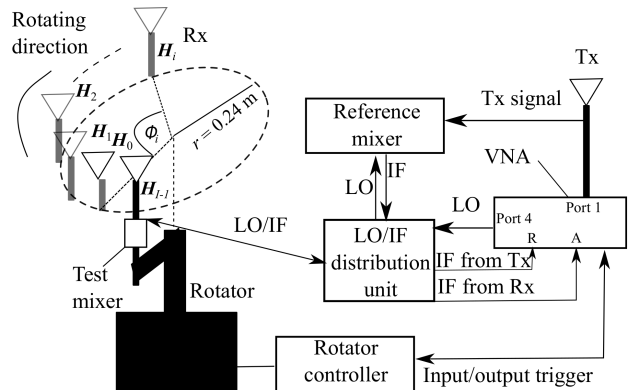 Rotating
direction
Rx
H_i
H_2
H_1
H_0
ϕ_i
r = 0.24 m
H_{I-1}
Tx
Tx signal
Reference
mixer
VNA
LO
IF
LO
Port 1
Port 4
R
A
LO/IF
LO/IF
distribution
unit
IF from Tx
IF from Rx
Test
mixer
Rotator
Rotator
controller
Input/output trigger